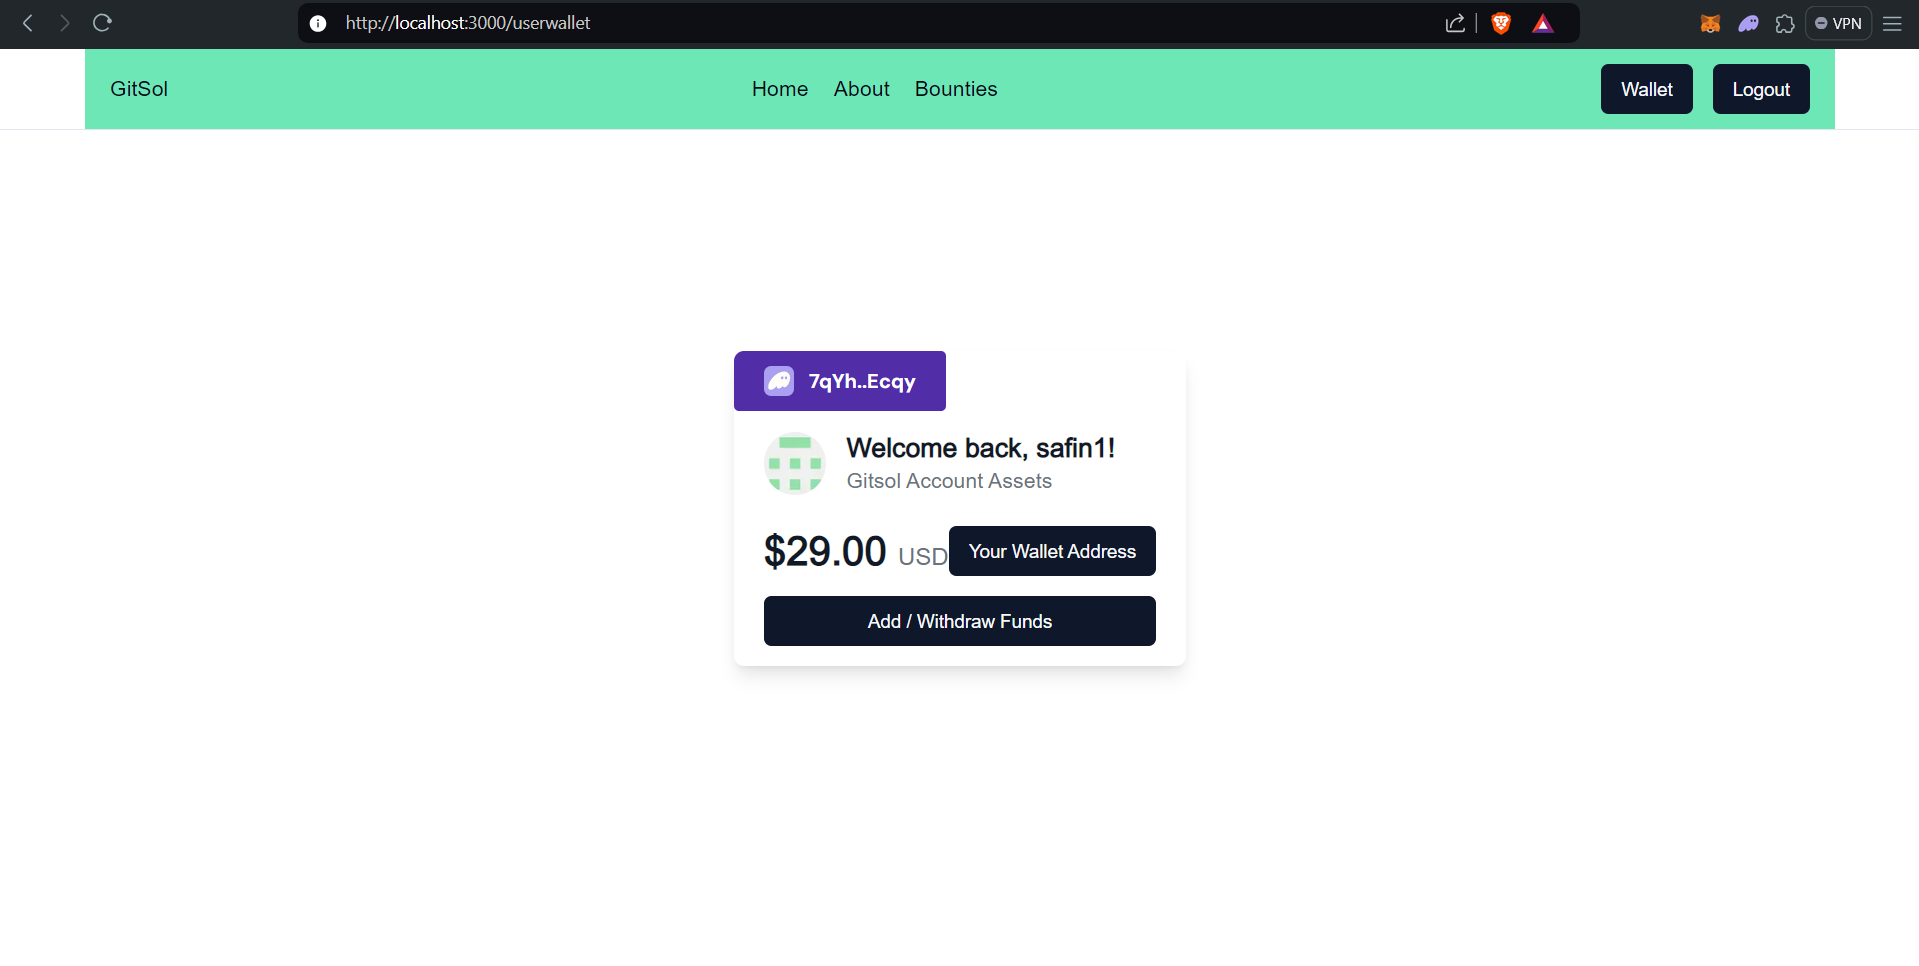 http://localhost:3000/userwallet
VPN
GitSol
Home About Bounties
Wallet Logout
7qYh..Ecqy
Welcome back, safin1!
Gitsol Account Assets
$29.00 USD
Your Wallet Address
Add / Withdraw Funds